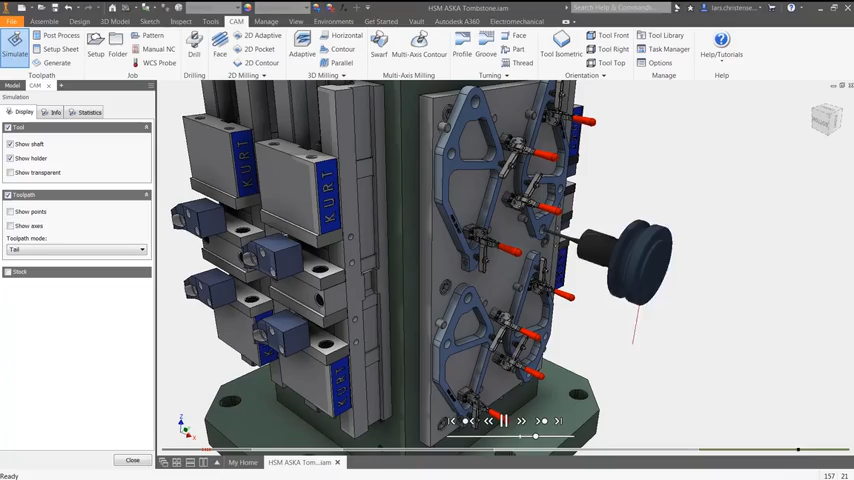 HSM ASKA Tombstone.iam
lars.christense...
File Assemble Design 3D Model Sketch Annotate Inspect Tools CAM Manage View Environments Get Started Vault Autodesk A360 Electromechanical
Simulate
Post Process
Setup Sheet
Generate
Toolpath
Setup
Folder
Pattern
Manual NC
WCS Probe
Job
Drill
Drilling
Face
2D Adaptive
2D Pocket
2D Contour
2D Milling
Adaptive
Horizontal
Contour
Parallel
3D Milling
Swarf
Multi-Axis Contour
Multi-Axis Milling
Profile
Groove
Face
Part
Thread
Turning
Tool Isometric
Tool Front
Tool Right
Tool Top
Orientation
Tool Library
Task Manager
Options
Manage
Help/Tutorials
Help
Model CAM
Simulation
Display Info Statistics
Tool
Show shaft
Show holder
Show transparent
Toolpath
Show points
Show axes
Toolpath mode:
Tail
Stock
Close
KURT
KURT
KURT
Z
X
My Home HSM ASKA Tom...iam
Ready
157 21